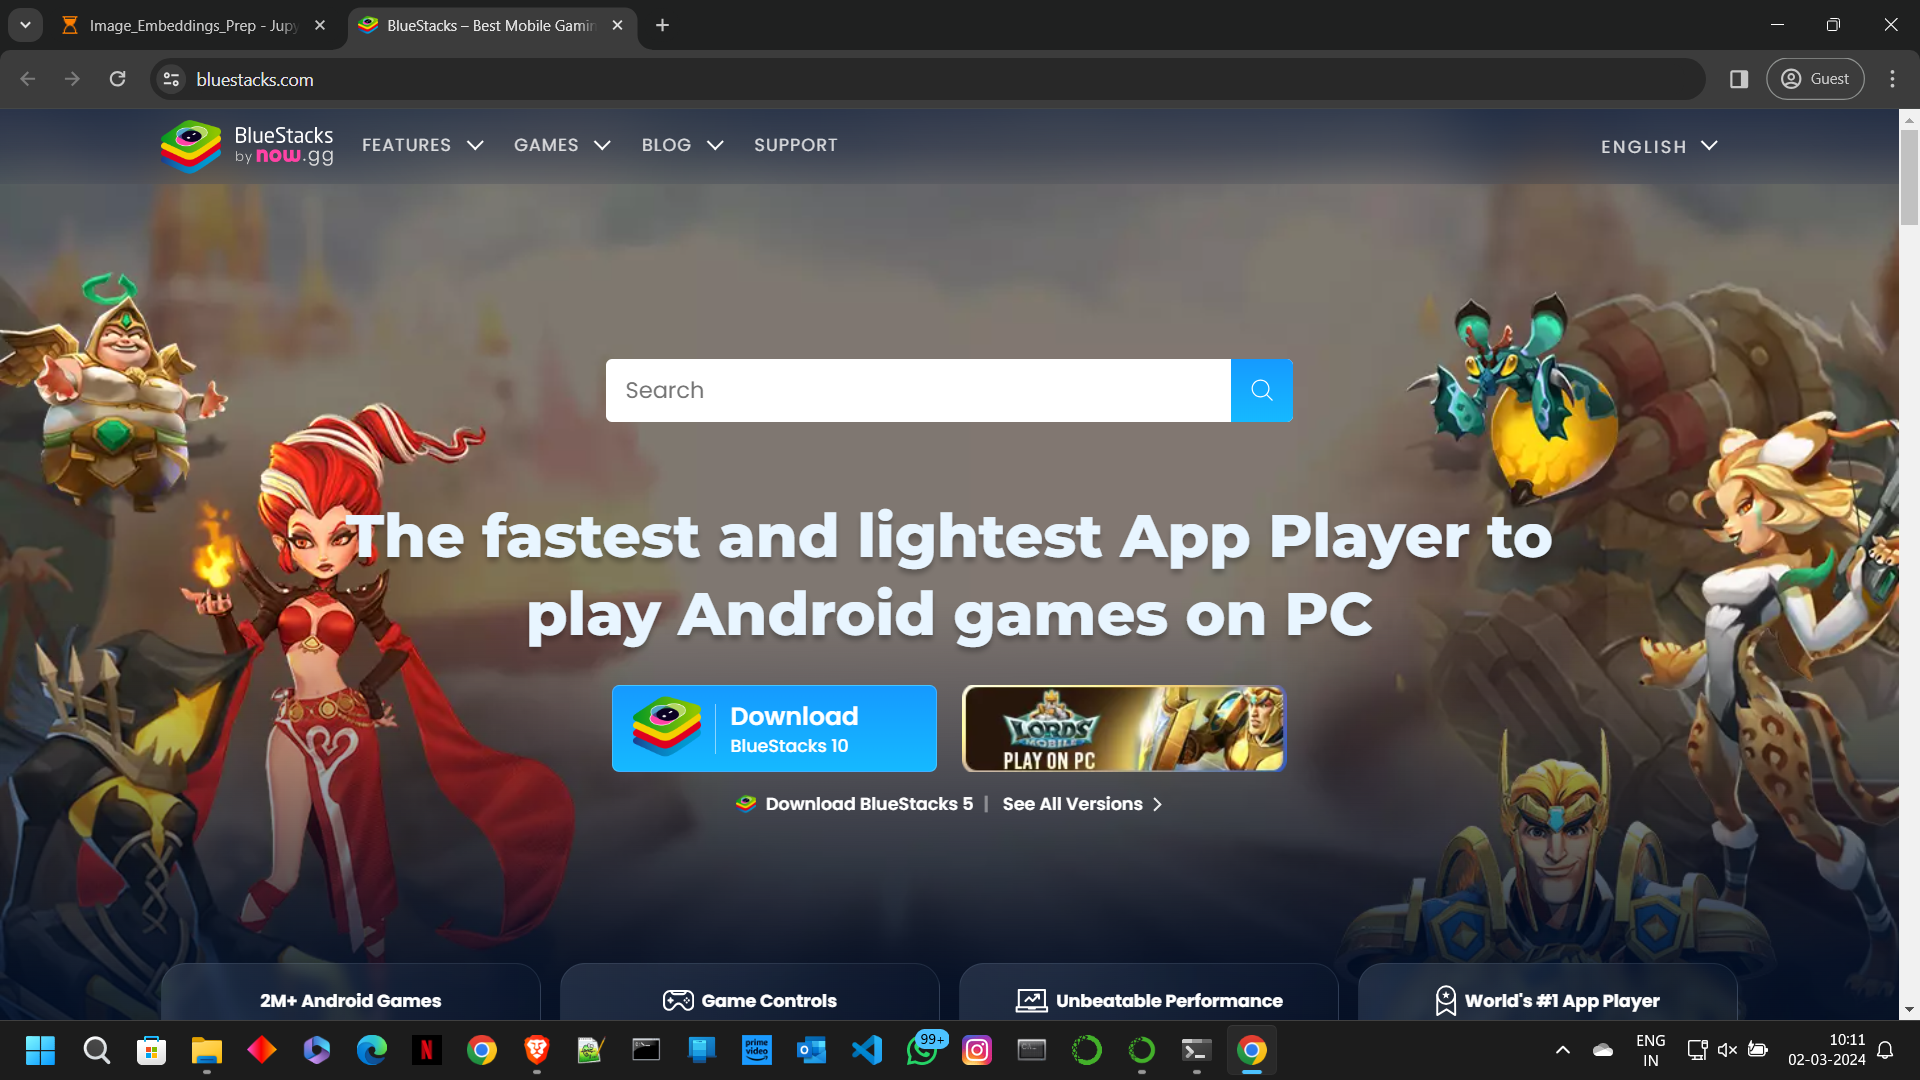 Image_Embeddings_Prep - Jupy
BlueStacks – Best Mobile Gamin
bluestacks.com
Guest
BlueStacks
by now.gg
FEATURES
GAMES
BLOG
SUPPORT
ENGLISH
Search
The fastest and lightest App Player to
play Android games on PC
Download
BlueStacks 10
LORDS
MOBILE
PLAY ON PC
Download BlueStacks 5 | See All Versions
2M+ Android Games
Game Controls
Unbeatable Performance
World's #1 App Player
N
prime
video
99+
ENG
IN
10:11
02-03-2024